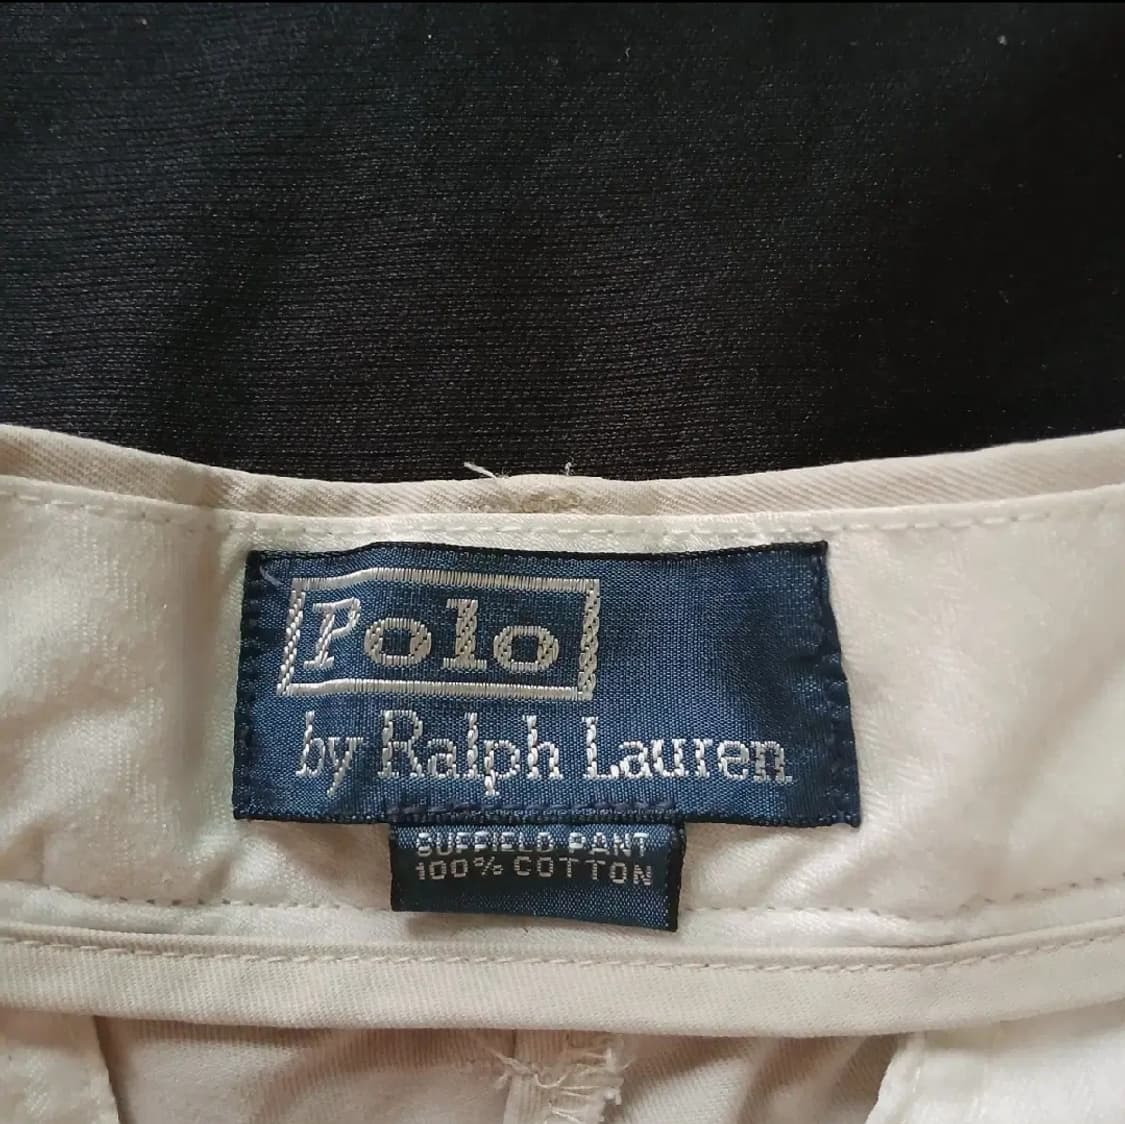 Polo
by Ralph Lauren
SUFFIELD PANT
100% COTTON